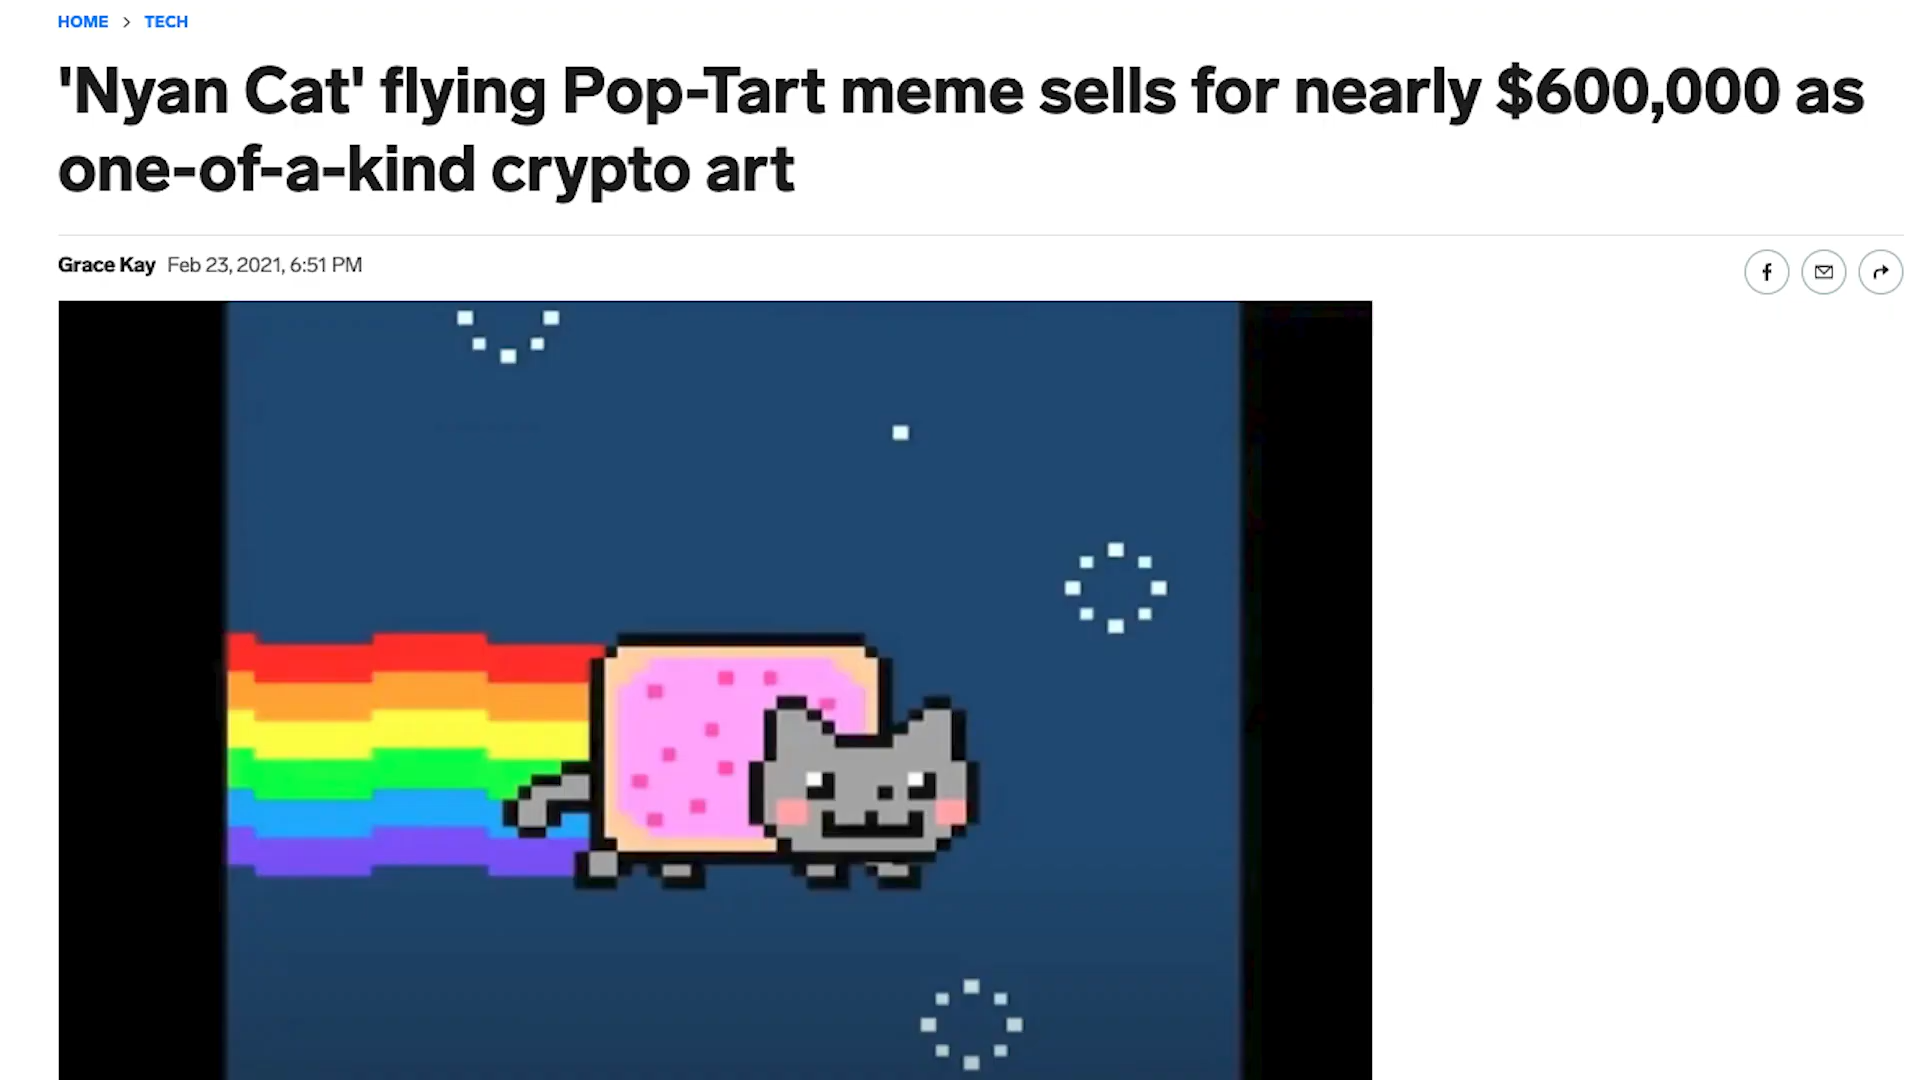 HOME > TECH
'Nyan Cat' flying Pop-Tart meme sells for nearly $600,000 as
one-of-a-kind crypto art
Grace Kay Feb 23, 2021, 6:51 PM